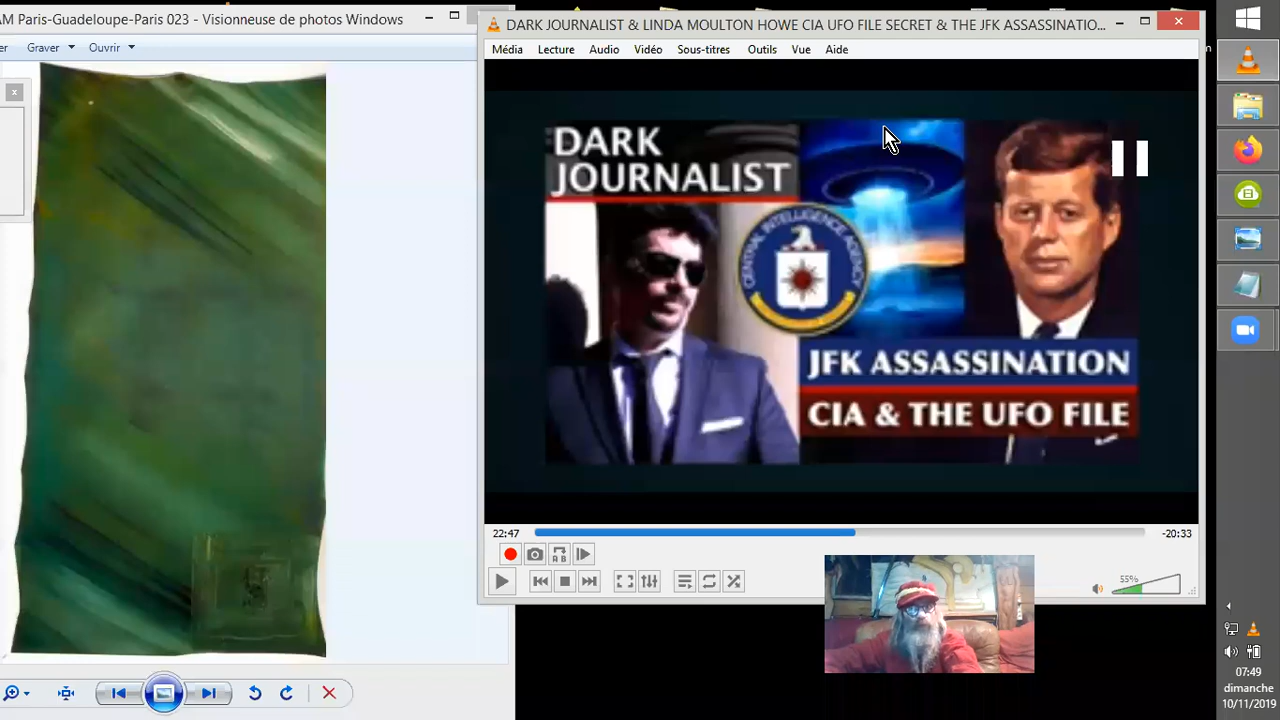 AM Paris-Guadeloupe-Paris 023 - Visionneuse de photos Windows
er Graver Ouvrir
DARK JOURNALIST & LINDA MOULTON HOWE CIA UFO FILE SECRET & THE JFK ASSASSINATIO...
Média Lecture Audio Vidéo Sous-titres Outils Vue Aide
DARK
JOURNALIST
CENTRAL INTELLIGENCE AGENCY
JFK ASSASSINATION
CIA & THE UFO FILE
22:47
-20:33
55%
07:49
dimanche
10/11/2019